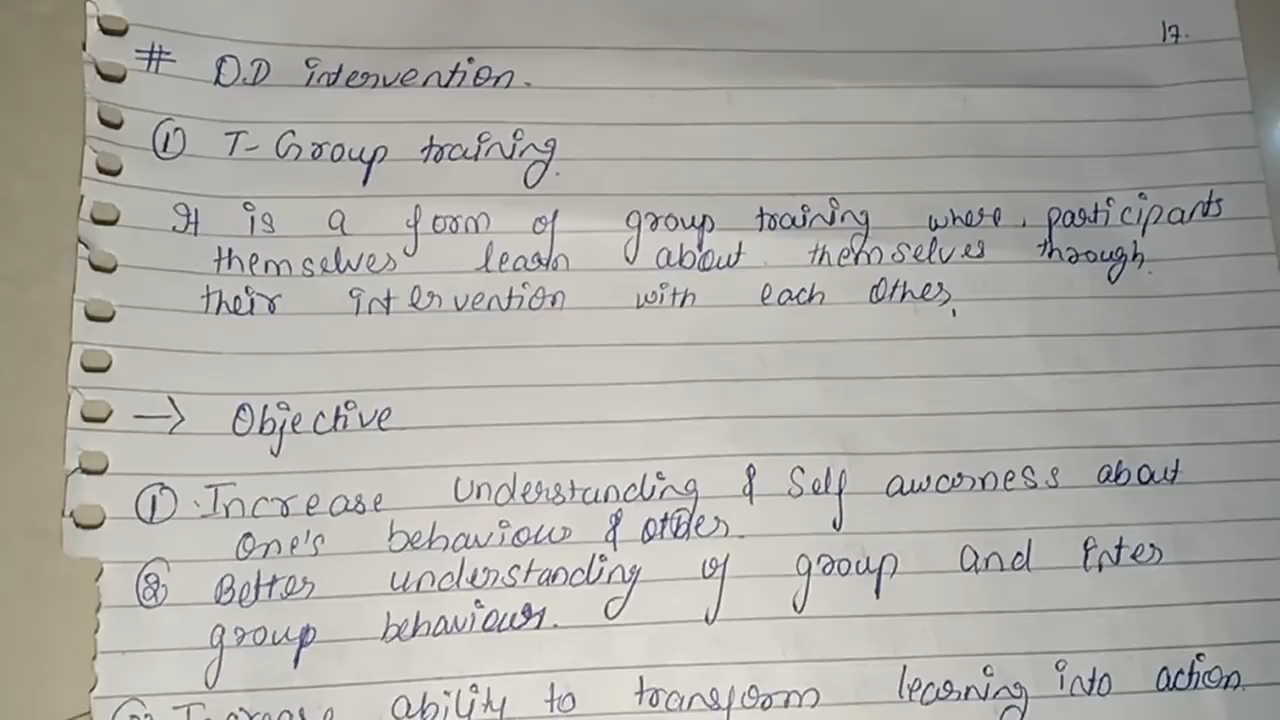 17.
# O.D intervention.
① T- Group training.
It is a form of group training where participants
themselves learn about themselves through
their intervention with each other,
→ Objective
① Increase understanding & Self awarness about
One's behaviour & other.
② Better understanding of group and Inter
group behaviour.
Increase ability to transform learning into action